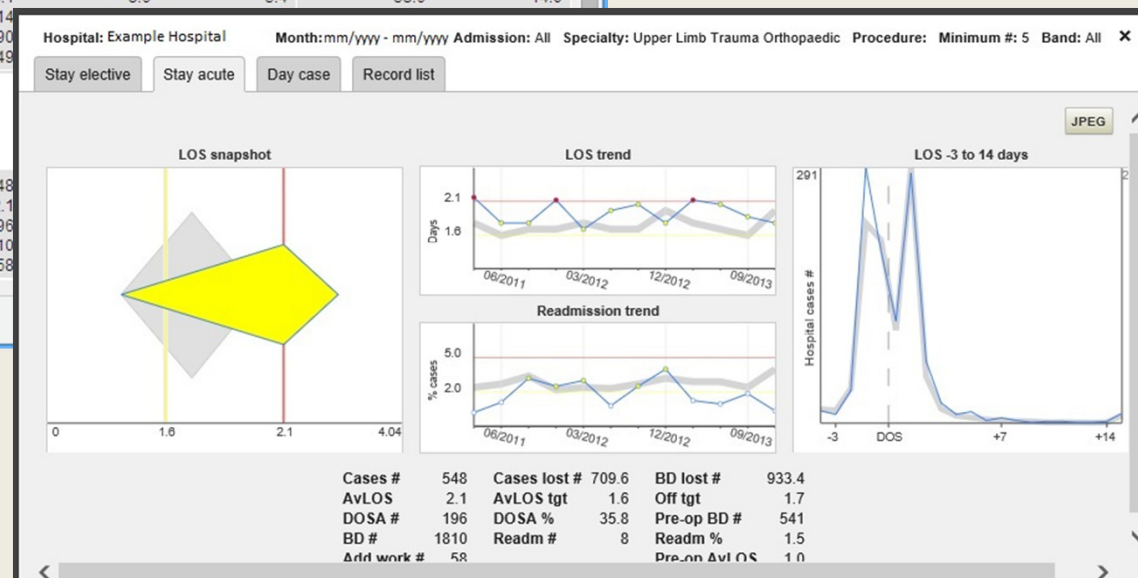 Hospital: Example Hospital Month:mm/yyyy - mm/yyyy Admission: All Specialty: Upper Limb Trauma Orthopaedic Procedure: Minimum #: 5 Band: All ×
Stay elective Stay acute Day case Record list
JPEG
LOS snapshot
0 1.6 2.1 4.04
LOS trend
Days
2.1
1.6
06/2011 03/2012 12/2012 09/2013
Readmission trend
% cases
5.0
2.0
06/2011 03/2012 12/2012 09/2013
LOS -3 to 14 days
291
Hospital cases #
-3 DOS +7 +14
Cases # 548 Cases lost # 709.6 BD lost # 933.4
AvLOS 2.1 AvLOS tgt 1.6 Off tgt 1.7
DOSA # 196 DOSA % 35.8 Pre-op BD # 541
BD # 1810 Readm # 8 Readm % 1.5
Add work # 58 Pre-op AvLOS 1.0